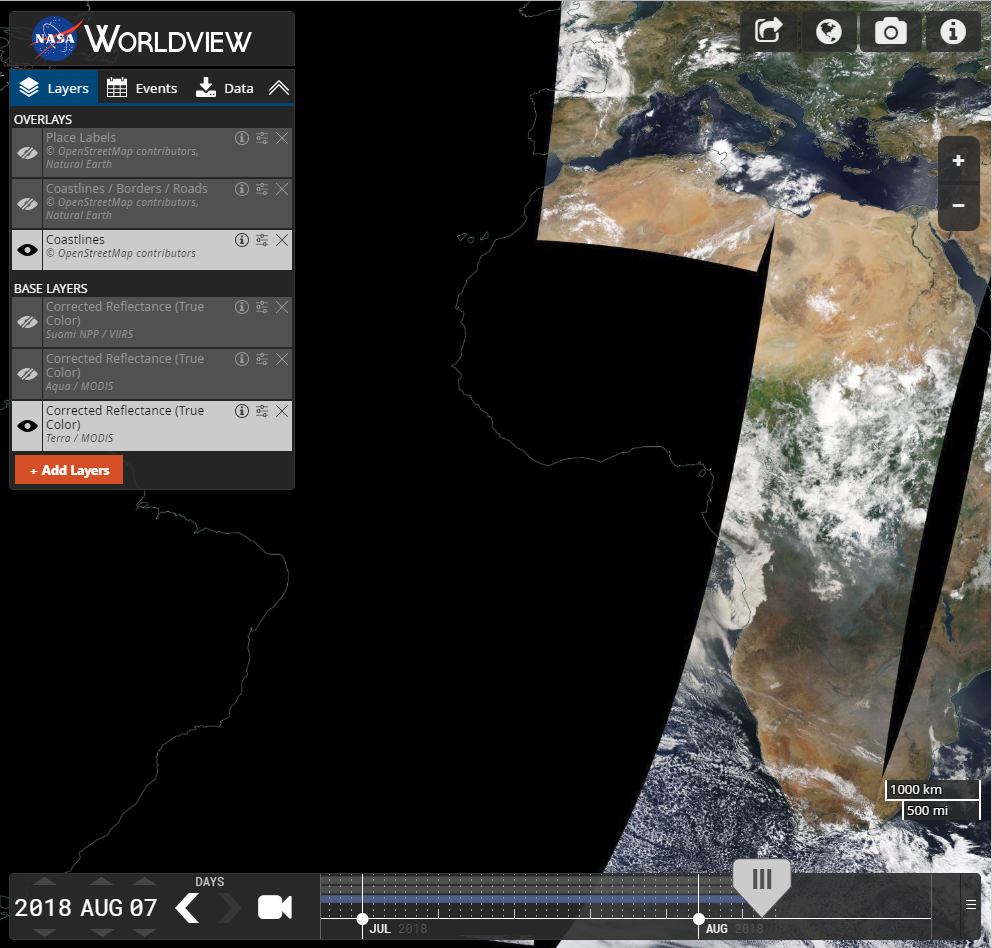 NASA WORLDVIEW
Layers Events Data
OVERLAYS
Place Labels
© OpenStreetMap contributors,
Natural Earth
Coastlines / Borders / Roads
© OpenStreetMap contributors,
Natural Earth
Coastlines
© OpenStreetMap contributors
BASE LAYERS
Corrected Reflectance (True
Color)
Suomi NPP / VIIRS
Corrected Reflectance (True
Color)
Aqua / MODIS
Corrected Reflectance (True
Color)
Terra / MODIS
+ Add Layers
1000 km
500 mi
DAYS
2018 AUG 07
JUL 2018
AUG 2018